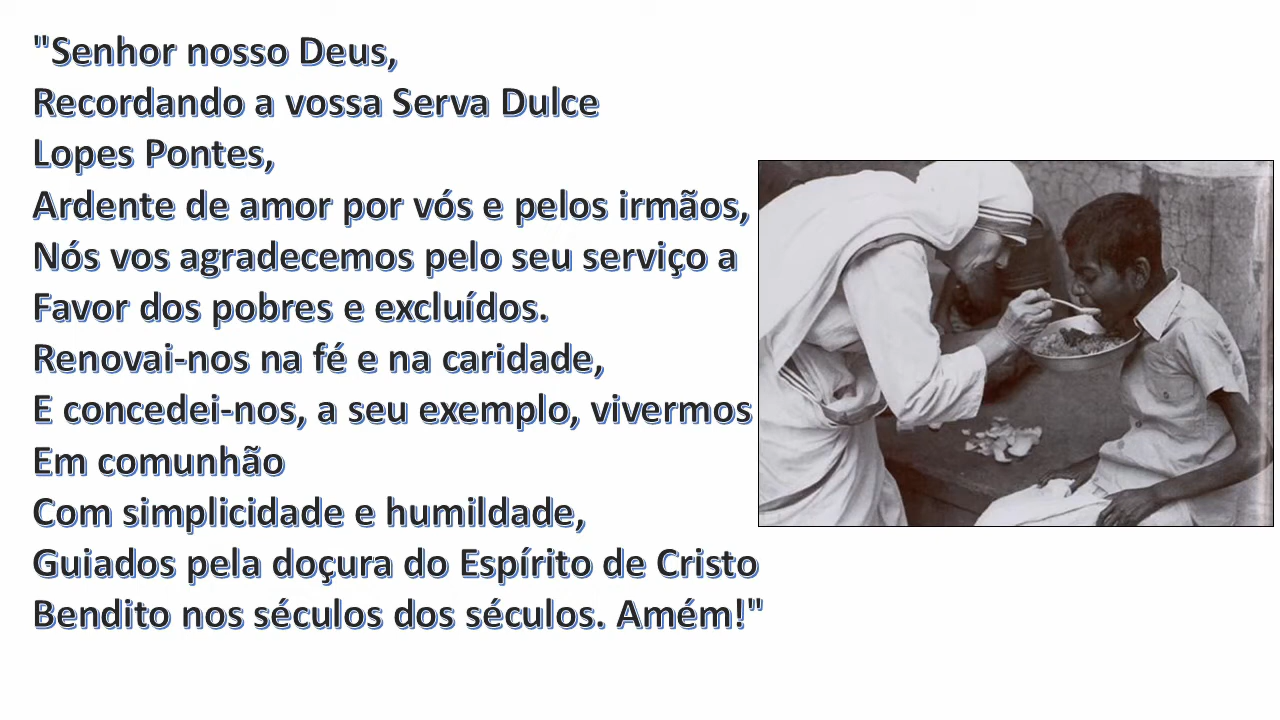 "Senhor nosso Deus,
Recordando a vossa Serva Dulce
Lopes Pontes,
Ardente de amor por vós e pelos irmãos,
Nós vos agradecemos pelo seu serviço a
Favor dos pobres e excluídos.
Renovai-nos na fé e na caridade,
E concedei-nos, a seu exemplo, vivermos
Em comunhão
Com simplicidade e humildade,
Guiados pela doçura do Espírito de Cristo
Bendito nos séculos dos séculos. Amém!"